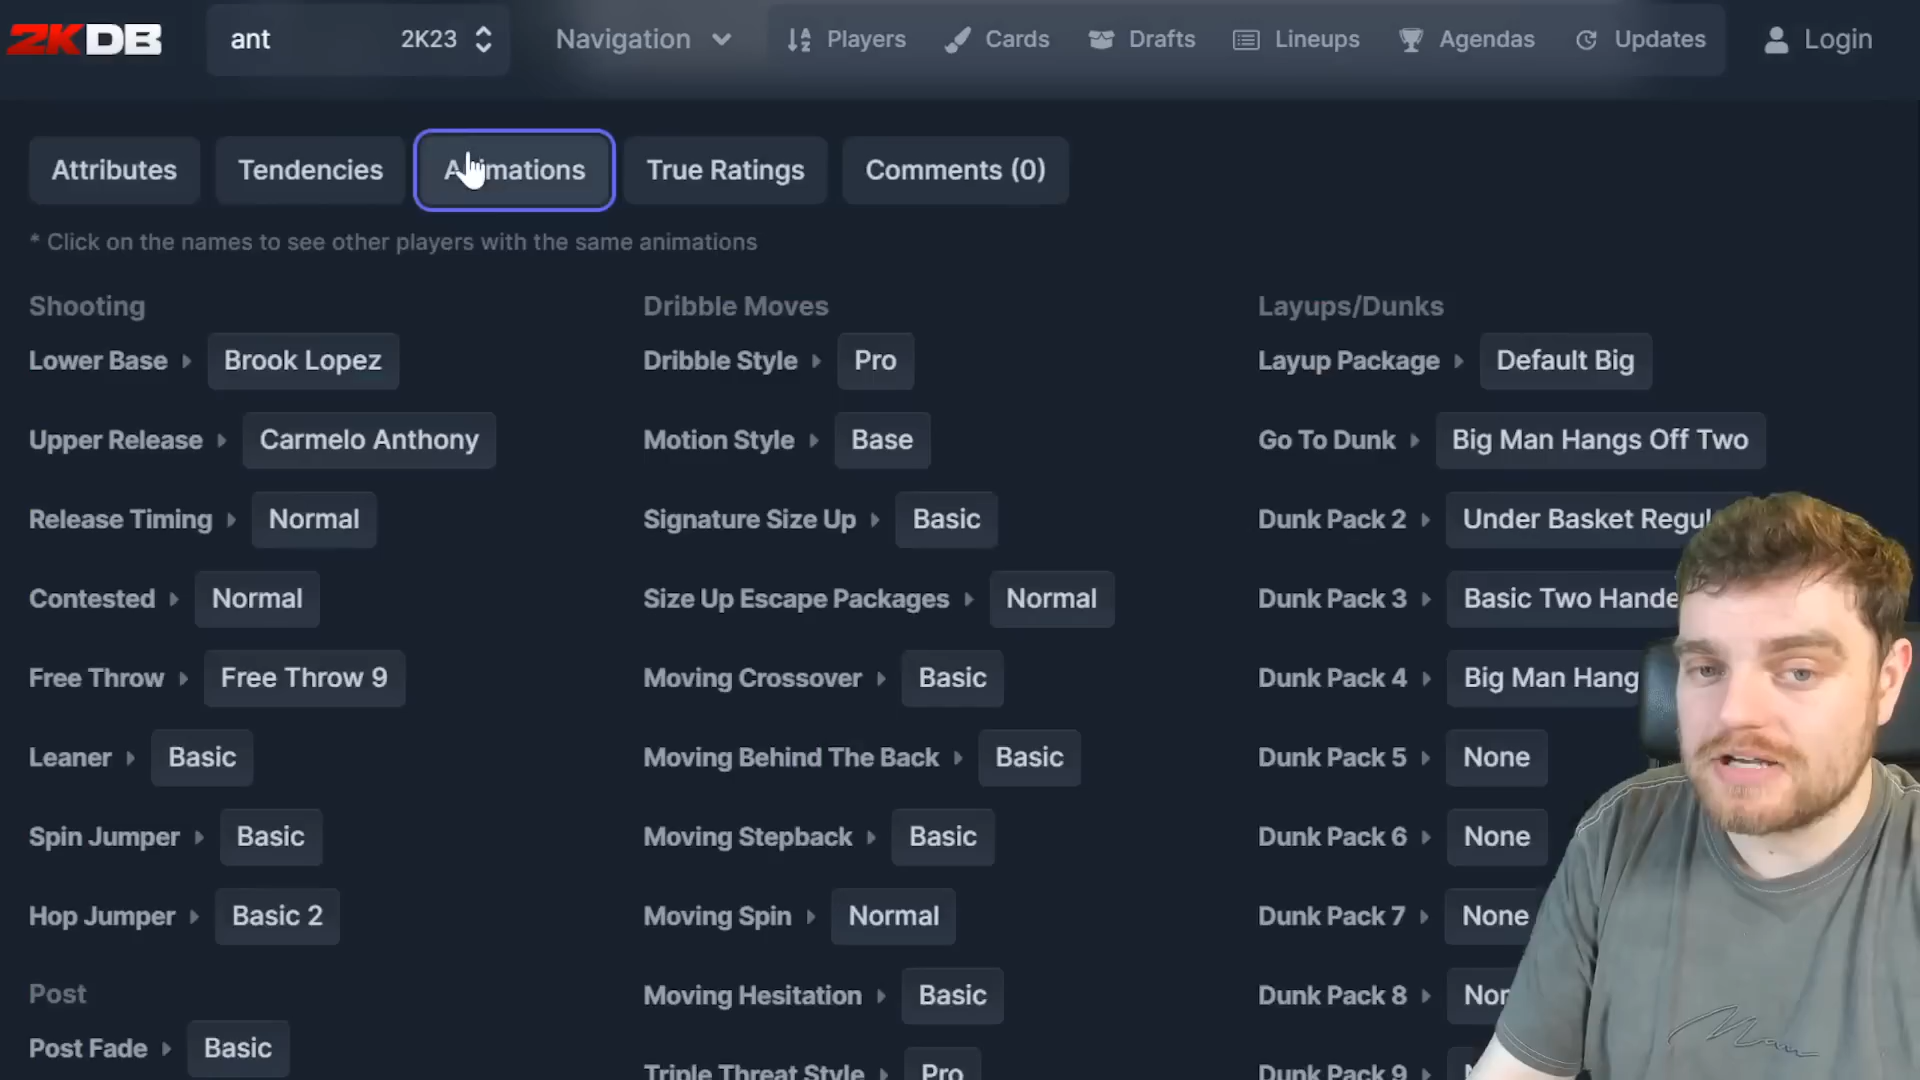 2KDB
ant 2K23
Navigation
Players
Cards
Drafts
Lineups
Agendas
Updates
Login
Attributes
Tendencies
Animations
True Ratings
Comments (0)
* Click on the names to see other players with the same animations
Shooting
Lower Base Brook Lopez
Upper Release Carmelo Anthony
Release Timing Normal
Contested Normal
Free Throw Free Throw 9
Leaner Basic
Spin Jumper Basic
Hop Jumper Basic 2
Post
Post Fade Basic
Dribble Moves
Dribble Style Pro
Motion Style Base
Signature Size Up Basic
Size Up Escape Packages Normal
Moving Crossover Basic
Moving Behind The Back Basic
Moving Stepback Basic
Moving Spin Normal
Moving Hesitation Basic
Triple Threat Style Pro
Layups/Dunks
Layup Package Default Big
Go To Dunk Big Man Hangs Off Two
Dunk Pack 2 Under Basket
Dunk Pack 3 Basic Two
Dunk Pack 4 Big Man
Dunk Pack 5 None
Dunk Pack 6 None
Dunk Pack 7 None
Dunk Pack 8
Dunk Pack 9